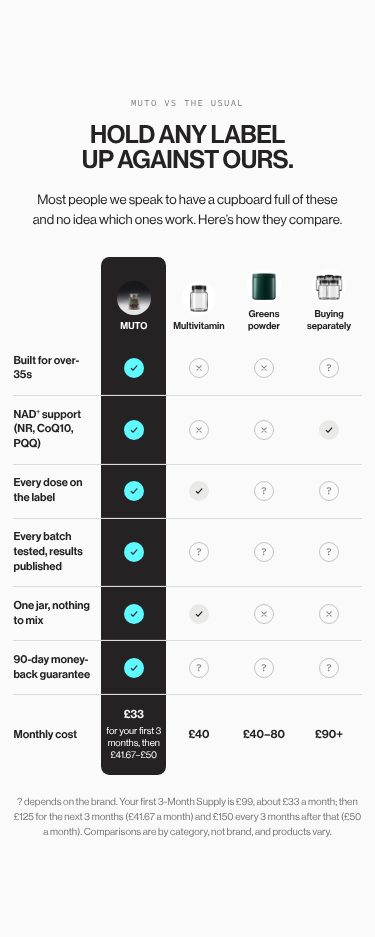 MUTO VS THE USUAL
HOLD ANY LABEL
UP AGAINST OURS.
Most people we speak to have a cupboard full of these
and no idea which ones work. Here's how they compare.
MUTO
Multivitamin
Greens
powder
Buying
separately
Built for over-
35s
?
NAD+ support
(NR, CoQ10,
PQQ)
Every dose on
the label
? ?
Every batch
tested, results
published
? ? ?
One jar, nothing
to mix
90-day money-
back guarantee
? ? ?
Monthly cost
£33
for your first 3
months, then
£41.67–£50
£40
£40–80
£90+
? depends on the brand. Your first 3-Month Supply is £99, about £33 a month; then
£125 for the next 3 months (£41.67 a month) and £150 every 3 months after that (£50
a month). Comparisons are by category, not brand, and products vary.